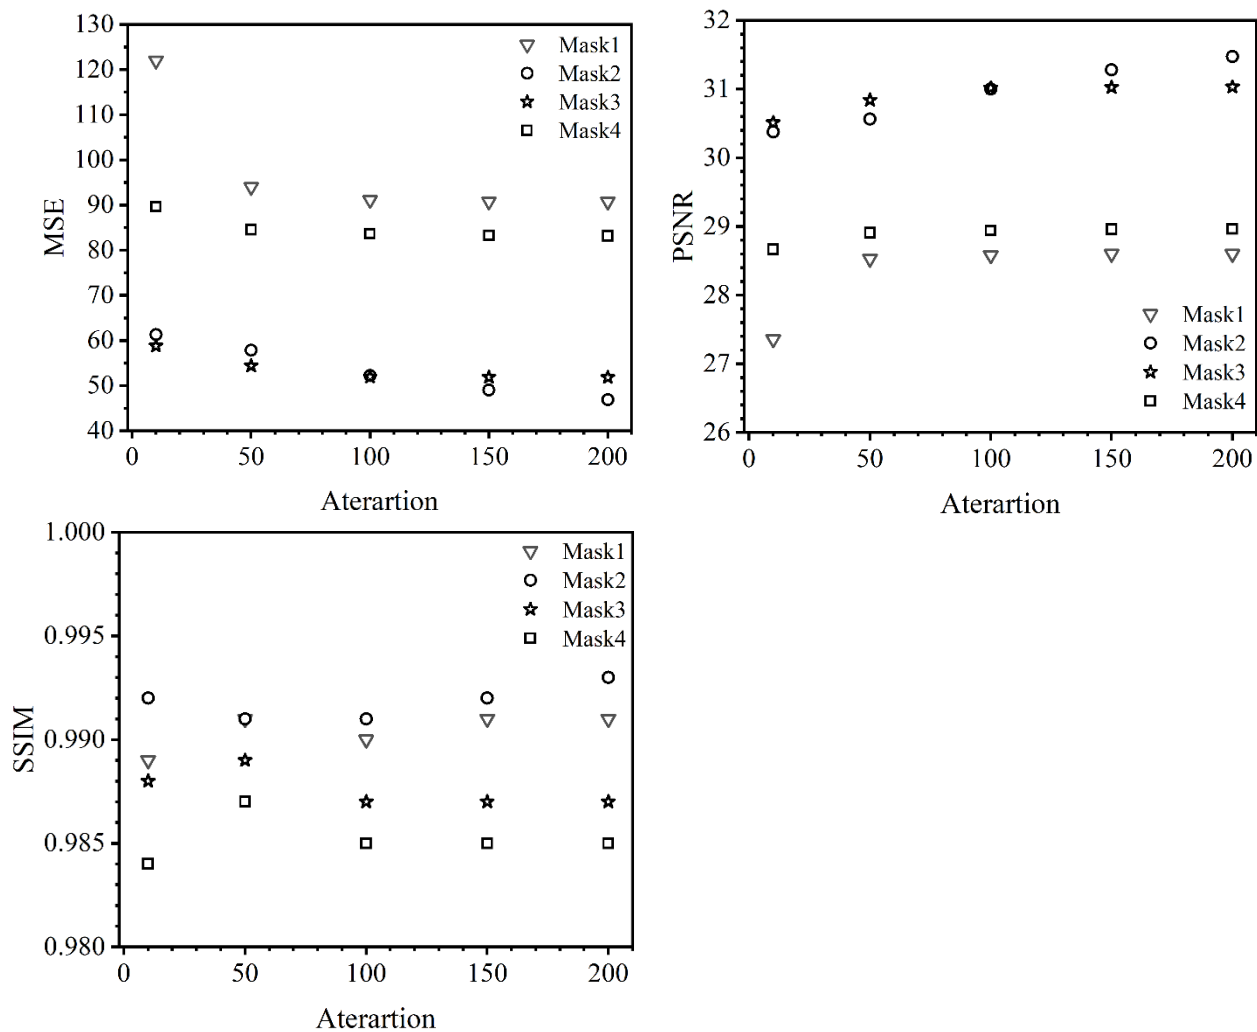 130
120
110
100
90
80
70
60
50
40
MSE
0
50
100
150
200
Aterartion
Mask1
Mask2
Mask3
Mask4
32
31
30
29
28
27
26
PSNR
0
50
100
150
200
Aterartion
Mask1
Mask2
Mask3
Mask4
1.000
0.995
0.990
0.985
0.980
SSIM
0
50
100
150
200
Aterartion
Mask1
Mask2
Mask3
Mask4